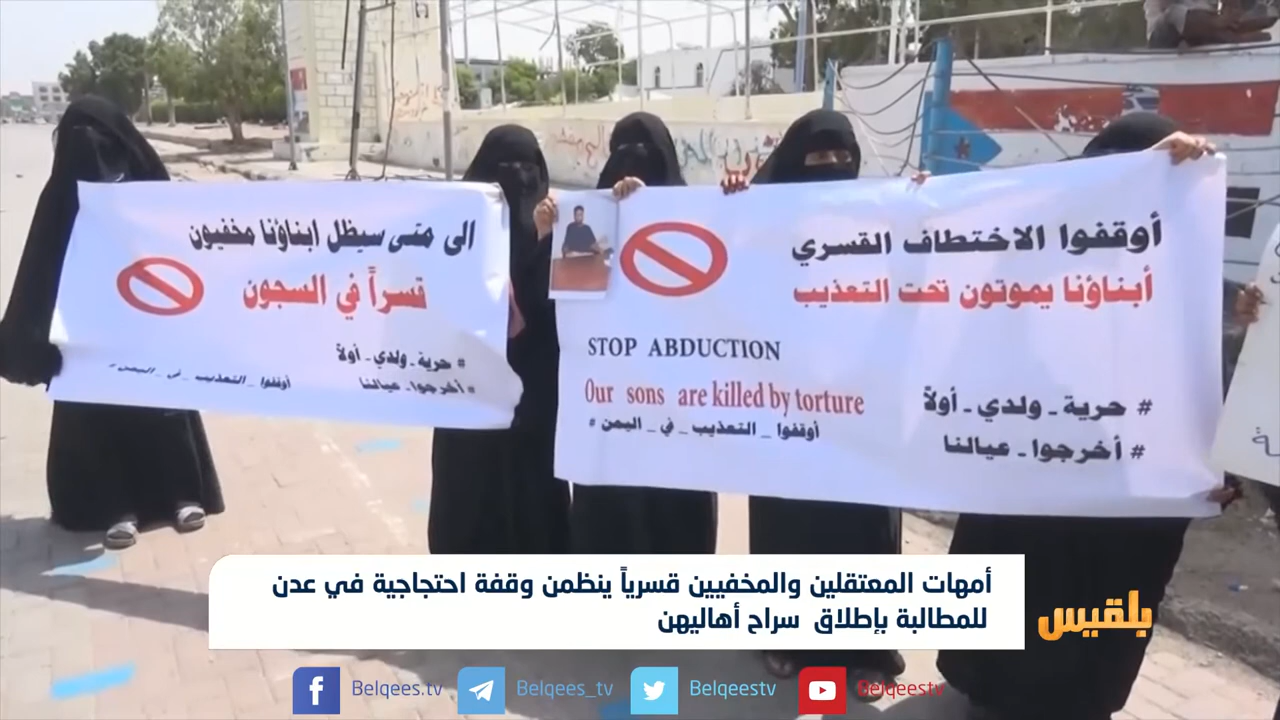 الى متى سيظل ابناؤنا مخفيون
قسراً في السجون
# حرية - ولدي - أولاً
# أخرجوا - عيالنا
أوقفوا _ التعذيب _ في _ اليمن #
أوقفوا الاختطاف القسري
أبناؤنا يموتون تحت التعذيب
STOP ABDUCTION
Our sons are killed by torture
أوقفوا _ التعذيب _ في _ اليمن #
# حرية - ولدي - أولاً
# أخرجوا - عيالنا
أمهات المعتقلين والمخفيين قسرياً ينظمن وقفة احتجاجية في عدن
للمطالبة بإطلاق سراح أهاليهن
بلقيس
Belqees.tv
Belqees_tv
Belqeestv
Belqeestv